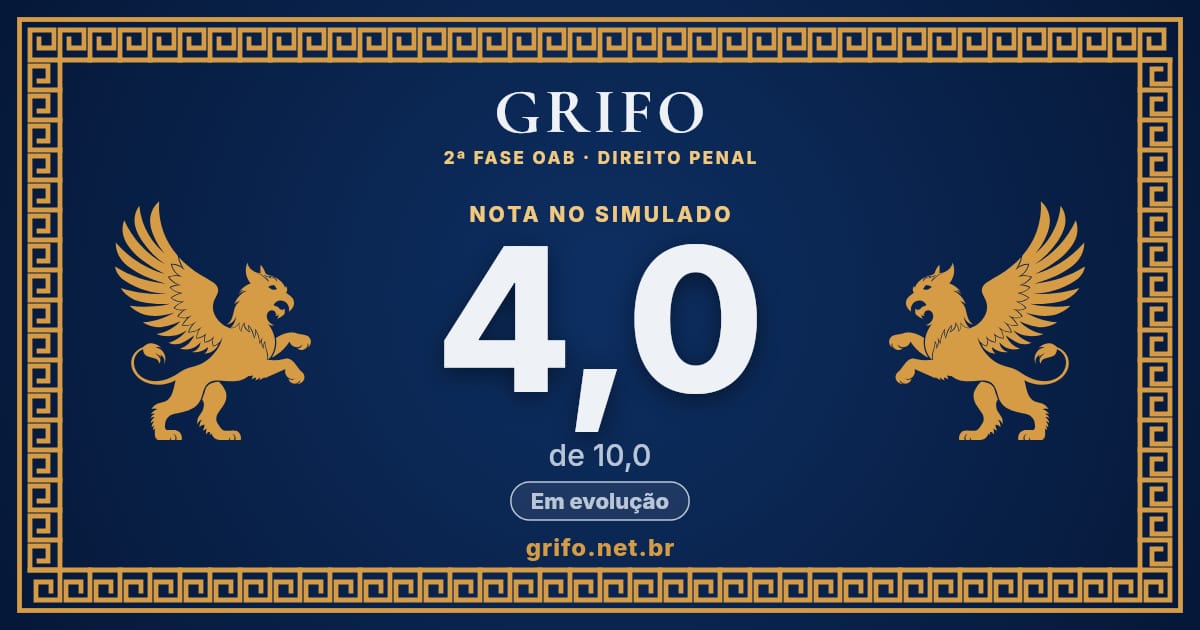 GRIFO
2ª FASE OAB · DIREITO PENAL
NOTA NO SIMULADO
4,0
de 10,0
Em evolução
grifo.net.br